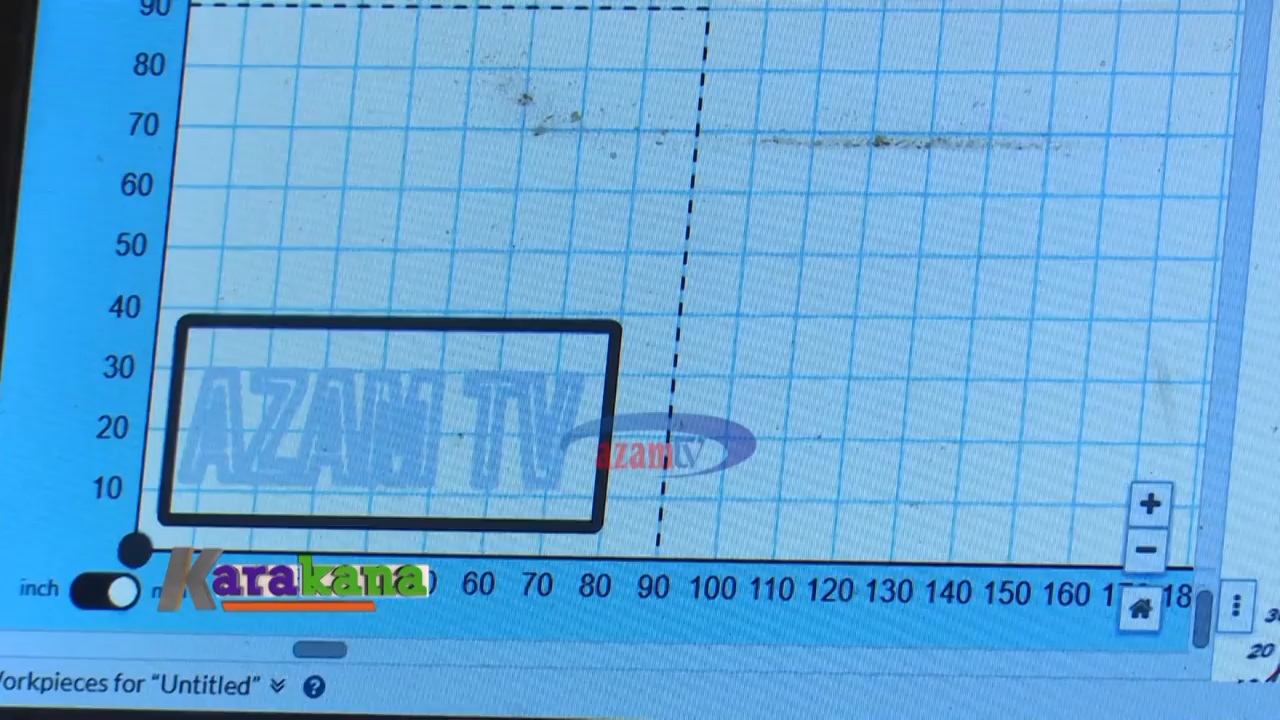 90
80
70
60
50
40
30
20
10
AZAM TV
azamtv
Karakana
inch
60 70 80 90 100 110 120 130 140 150 160
Workpieces for "Untitled"
?
20